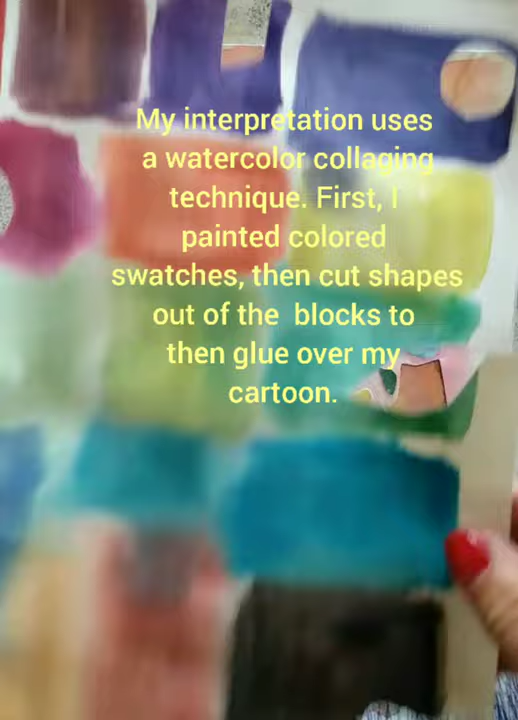 My interpretation uses
a watercolor collaging
technique. First, I
painted colored
swatches, then cut shapes
out of the blocks to
then glue over my
cartoon.